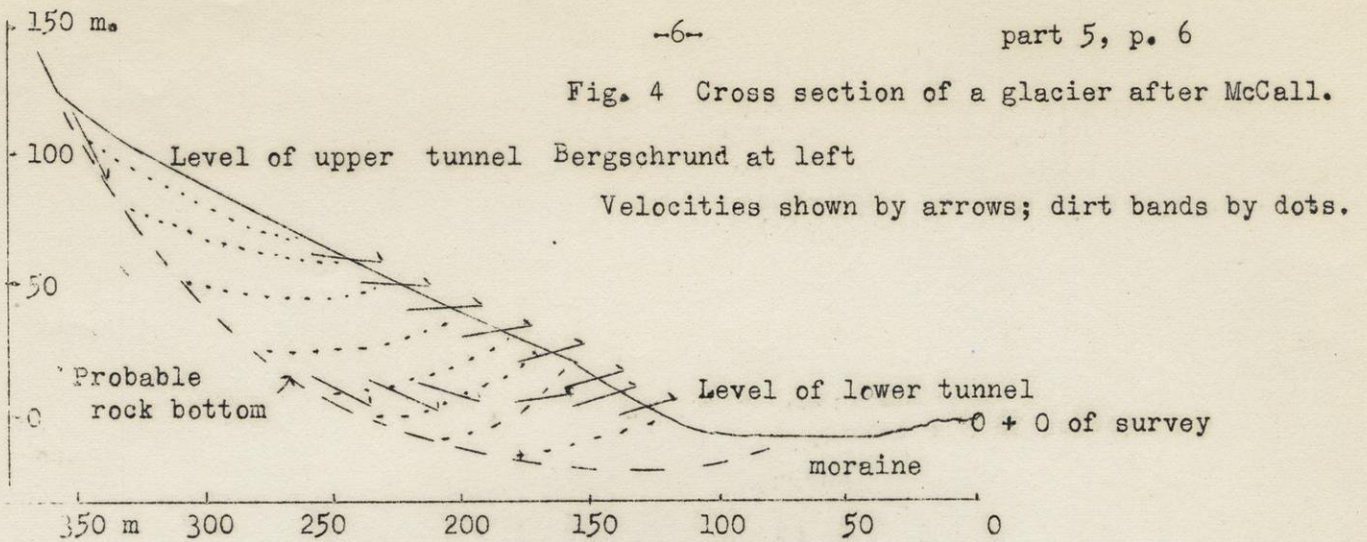 150 m.
-6-
part 5, p. 6
Fig. 4 Cross section of a glacier after McCall.
100
Level of upper tunnel Bergschrund at left
Velocities shown by arrows; dirt bands by dots.
50
Probable
rock bottom
Level of lower tunnel
0
0 + 0 of survey
moraine
350 m 300 250 200 150 100 50 0